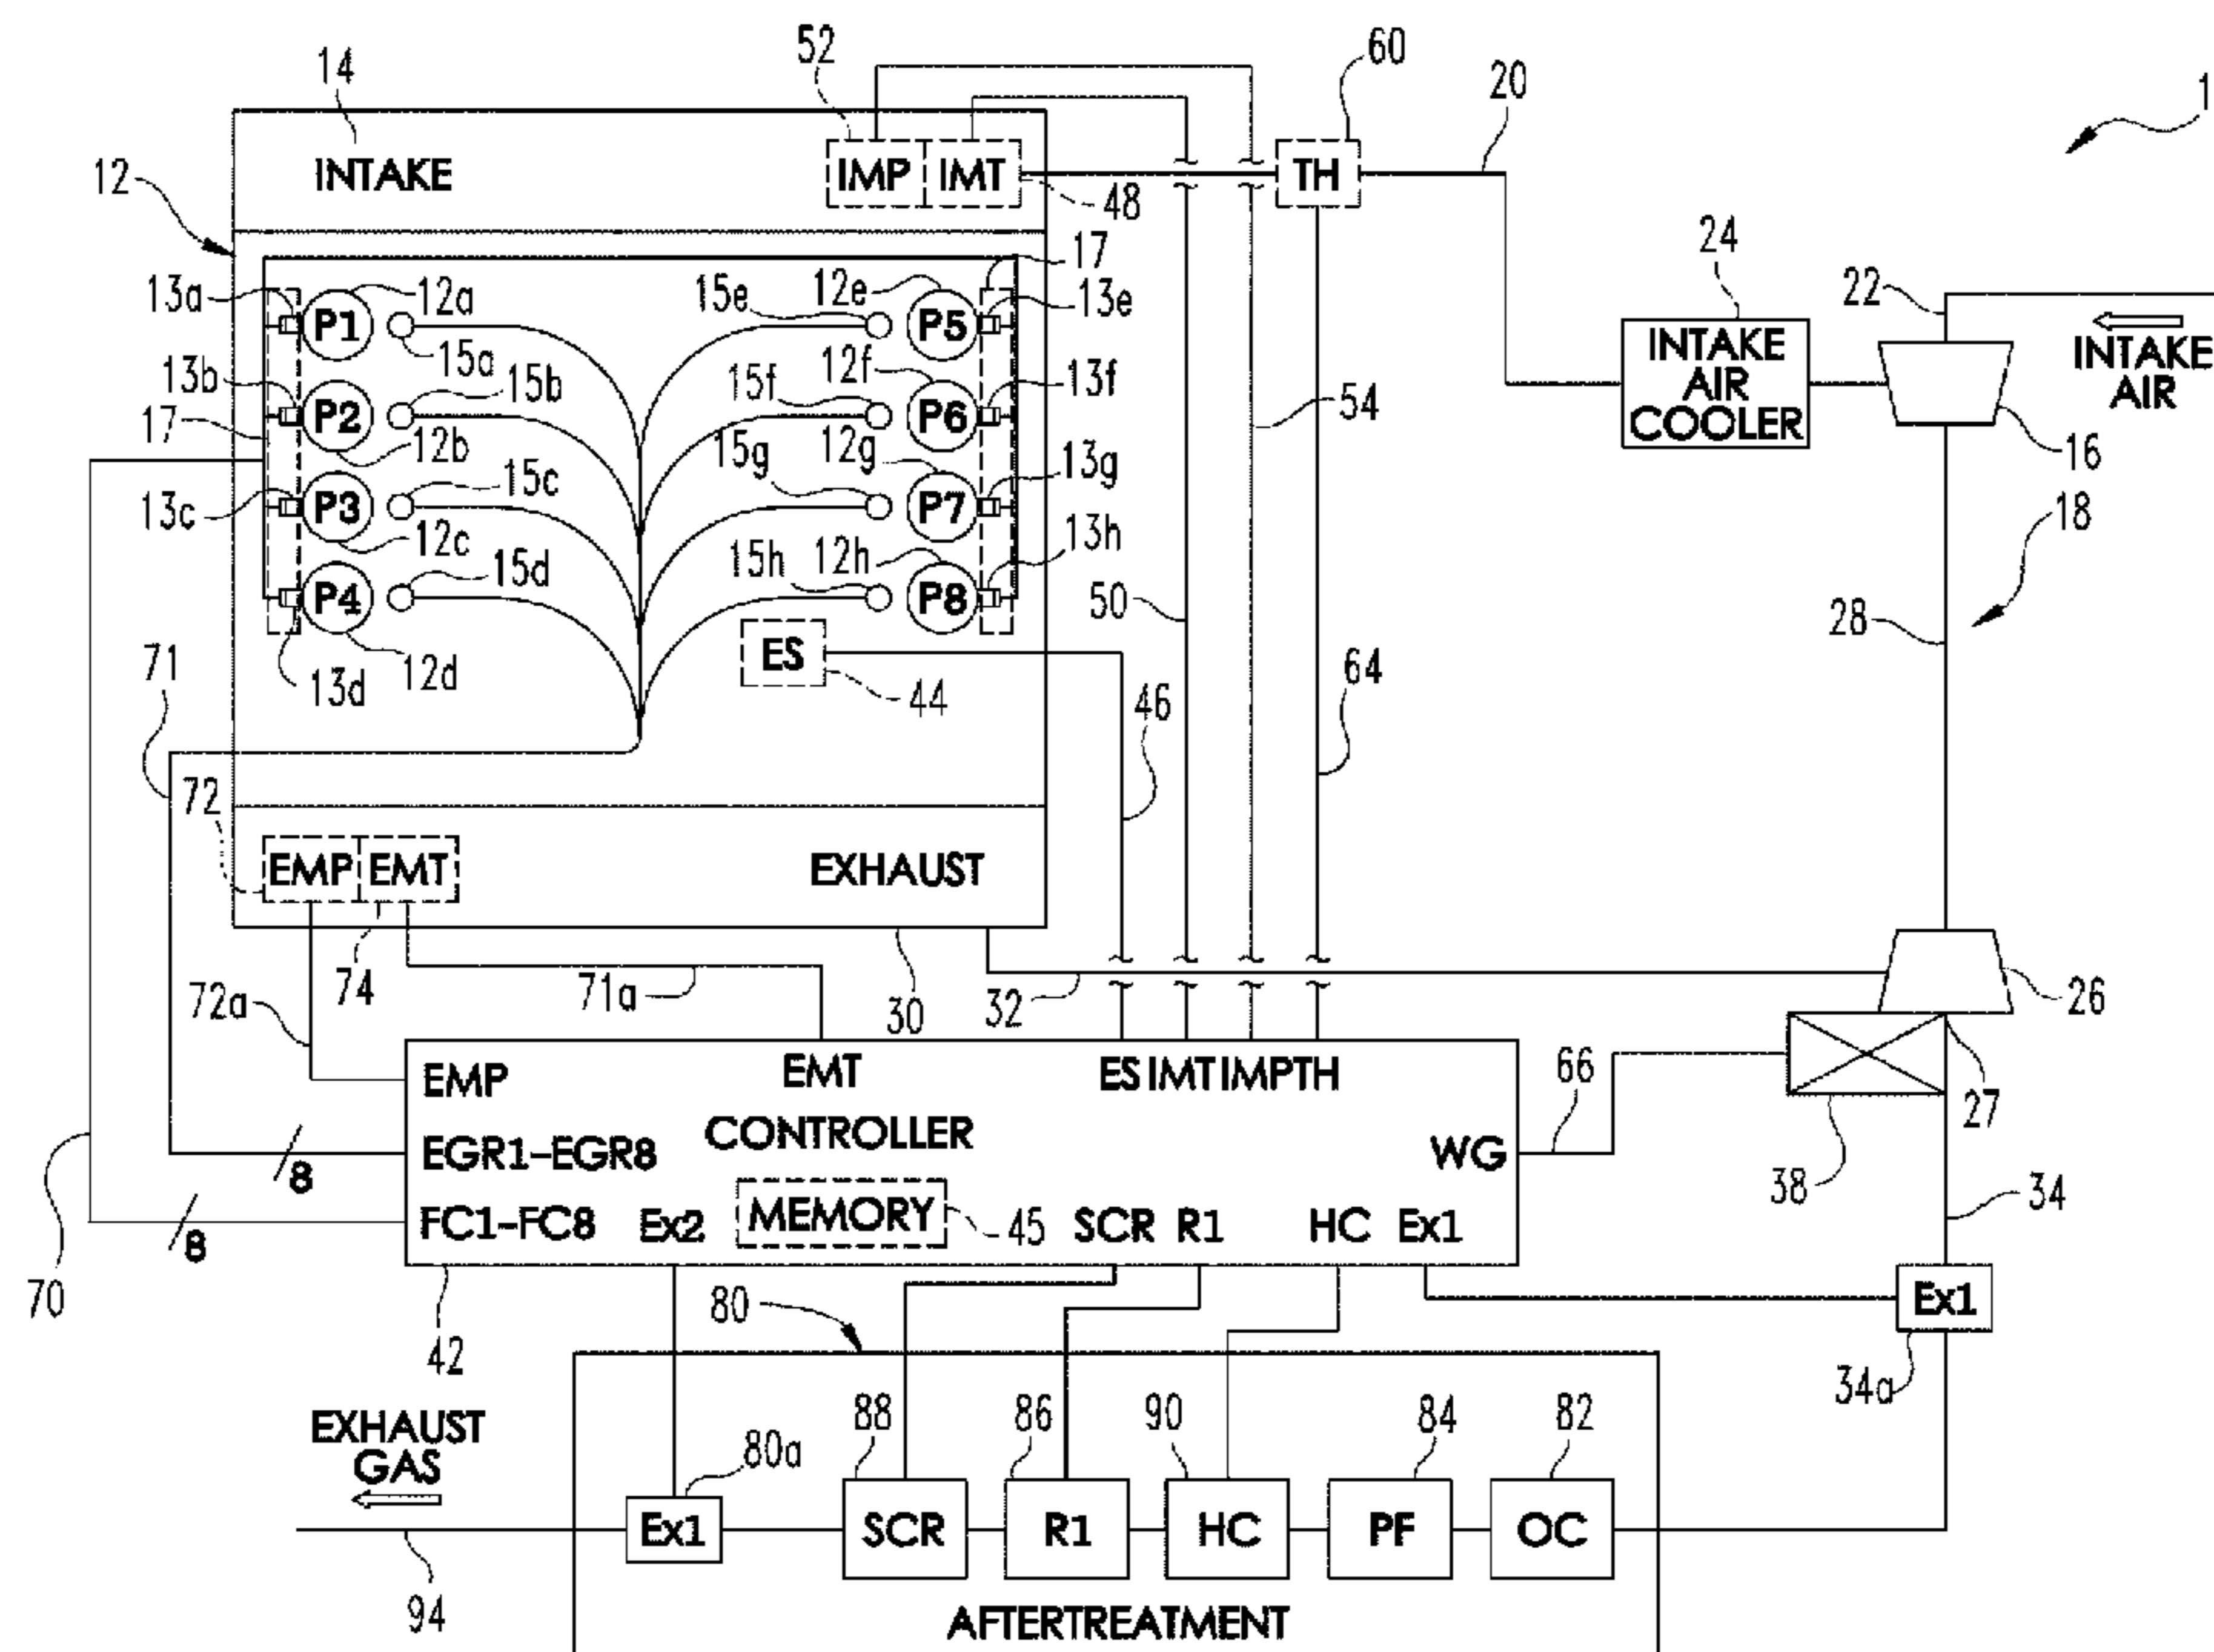 52
60
14
20
1
INTAKE
IMP
IMT
TH
12
48
24
17
22
13a
12a
15e
12e
13e
P1
P5
INTAKE
AIR
COOLER
INTAKE
AIR
15a
13b
15b
15f
12f
13f
54
P2
P6
16
17
12b
15c
15g
12g
13g
18
P3
P7
13c
12c
15d
15h
12h
13h
50
28
P4
P8
71
13d
12d
ES
44
46
64
72
EMP
EMT
EXHAUST
72a
74
71a
30
32
26
EMP
EMT
ES IMT IMP TH
66
27
CONTROLLER
EGR1-EGR8
WG
8
38
34
FC1-FC8
Ex2
MEMORY
45
SCR
R1
HC
Ex1
8
70
80
Ex1
42
34a
EXHAUST
GAS
80a
88
86
90
84
82
Ex1
SCR
R1
HC
PF
OC
94
AFTERTREATMENT